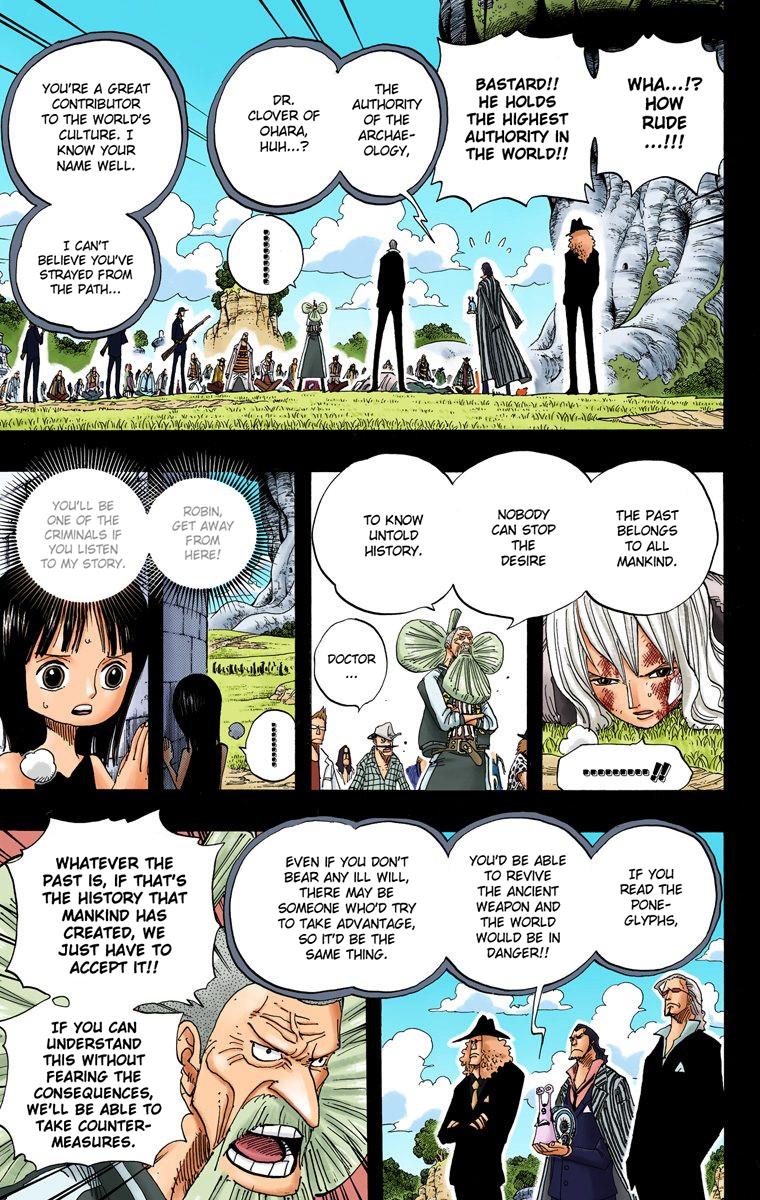 WHA...!?
HOW
RUDE
...!!!
BASTARD!!
HE HOLDS
THE HIGHEST
AUTHORITY IN
THE WORLD!!
THE
AUTHORITY
OF THE
ARCHAE-
OLOGY,
DR.
CLOVER OF
OHARA,
HUH...?
YOU'RE A GREAT
CONTRIBUTOR
TO THE WORLD'S
CULTURE. I
KNOW YOUR
NAME WELL.
I CAN'T
BELIEVE YOU'VE
STRAYED FROM
THE PATH...
THE PAST
BELONGS
TO ALL
MANKIND.
NOBODY
CAN STOP
THE
DESIRE
TO KNOW
UNTOLD
HISTORY.
..........!!
DOCTOR
...
ROBIN,
GET AWAY
FROM
HERE!
YOU'LL BE
ONE OF THE
CRIMINALS IF
YOU LISTEN
TO MY STORY.
IF YOU
READ THE
PONE-
GLYPHS,
YOU'D BE ABLE
TO REVIVE
THE ANCIENT
WEAPON AND
THE WORLD
WOULD BE IN
DANGER!!
EVEN IF YOU DON'T
BEAR ANY ILL WILL,
THERE MAY BE
SOMEONE WHO'D TRY
TO TAKE ADVANTAGE,
SO IT'D BE THE
SAME THING.
WHATEVER THE
PAST IS, IF THAT'S
THE HISTORY THAT
MANKIND HAS
CREATED, WE
JUST HAVE TO
ACCEPT IT!!
IF YOU CAN
UNDERSTAND
THIS WITHOUT
FEARING THE
CONSEQUENCES,
WE'LL BE ABLE TO
TAKE COUNTER-
MEASURES.